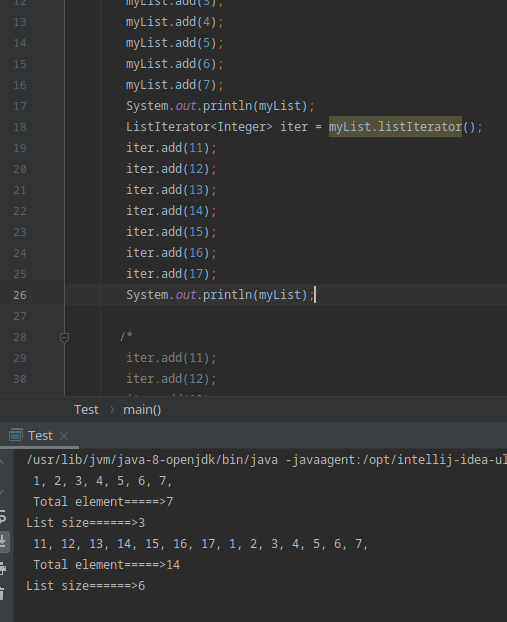 12 myList.add(3);
13 myList.add(4);
14 myList.add(5);
15 myList.add(6);
16 myList.add(7);
17 System.out.println(myList);
18 ListIterator<Integer> iter = myList.listIterator();
19 iter.add(11);
20 iter.add(12);
21 iter.add(13);
22 iter.add(14);
23 iter.add(15);
24 iter.add(16);
25 iter.add(17);
26 System.out.println(myList);
27
28 /*
29 iter.add(11);
30 iter.add(12);
Test > main()
Test ×
/usr/lib/jvm/java-8-openjdk/bin/java -javaagent:/opt/intellij-idea-ul
1, 2, 3, 4, 5, 6, 7,
Total element=====>7
List size======>3
11, 12, 13, 14, 15, 16, 17, 1, 2, 3, 4, 5, 6, 7,
Total element=====>14
List size======>6